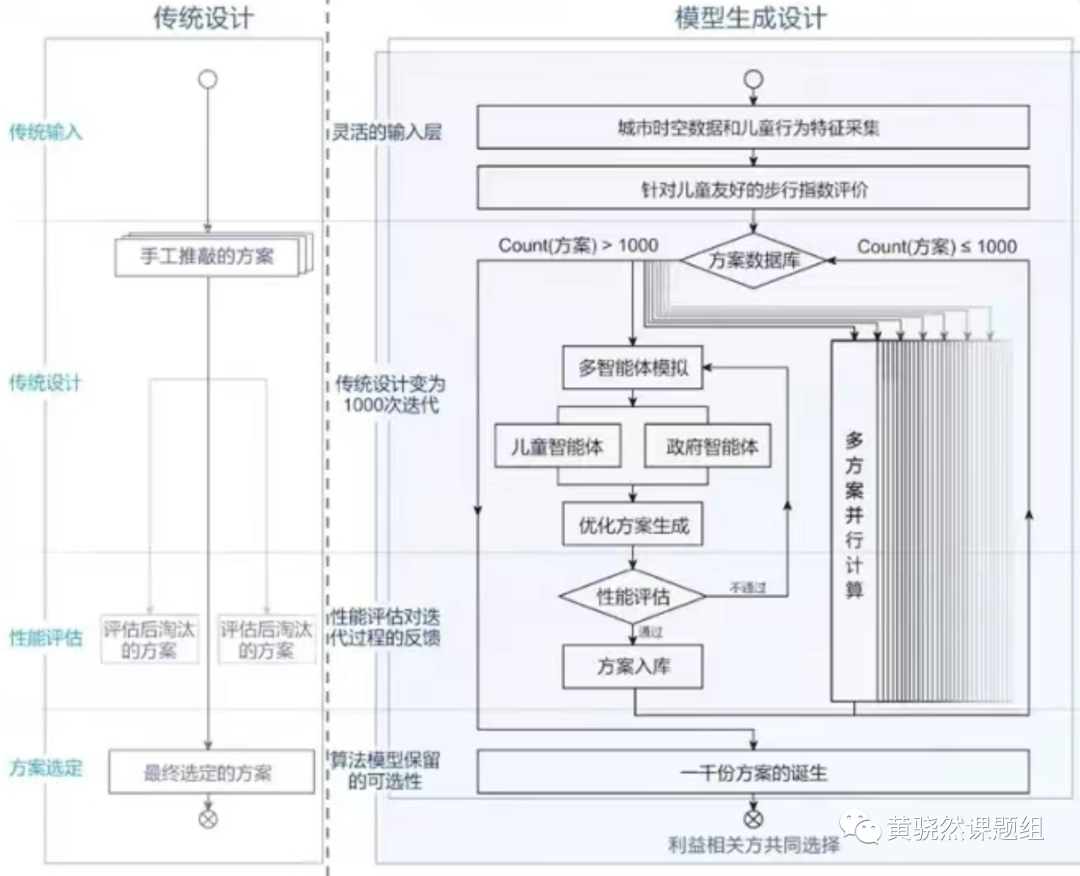 传统设计
模型生成设计
传统输入
灵活的输入层
城市时空数据和儿童行为特征采集
针对儿童友好的步行指数评价
手工推敲的方案
Count(方案) > 1000
方案数据库
Count(方案) ≤ 1000
传统设计
传统设计变为
1000次迭代
多智能体模拟
儿童智能体
政府智能体
优化方案生成
多方案并行计算
性能评估
评估后淘汰
的方案
评估后淘汰
的方案
性能评估对迭
代过程的反馈
性能评估
不通过
通过
方案入库
方案选定
最终选定的方案
算法模型保留
的可选性
一千份方案的诞生
利益相关方共同选择
黄骁然课题组